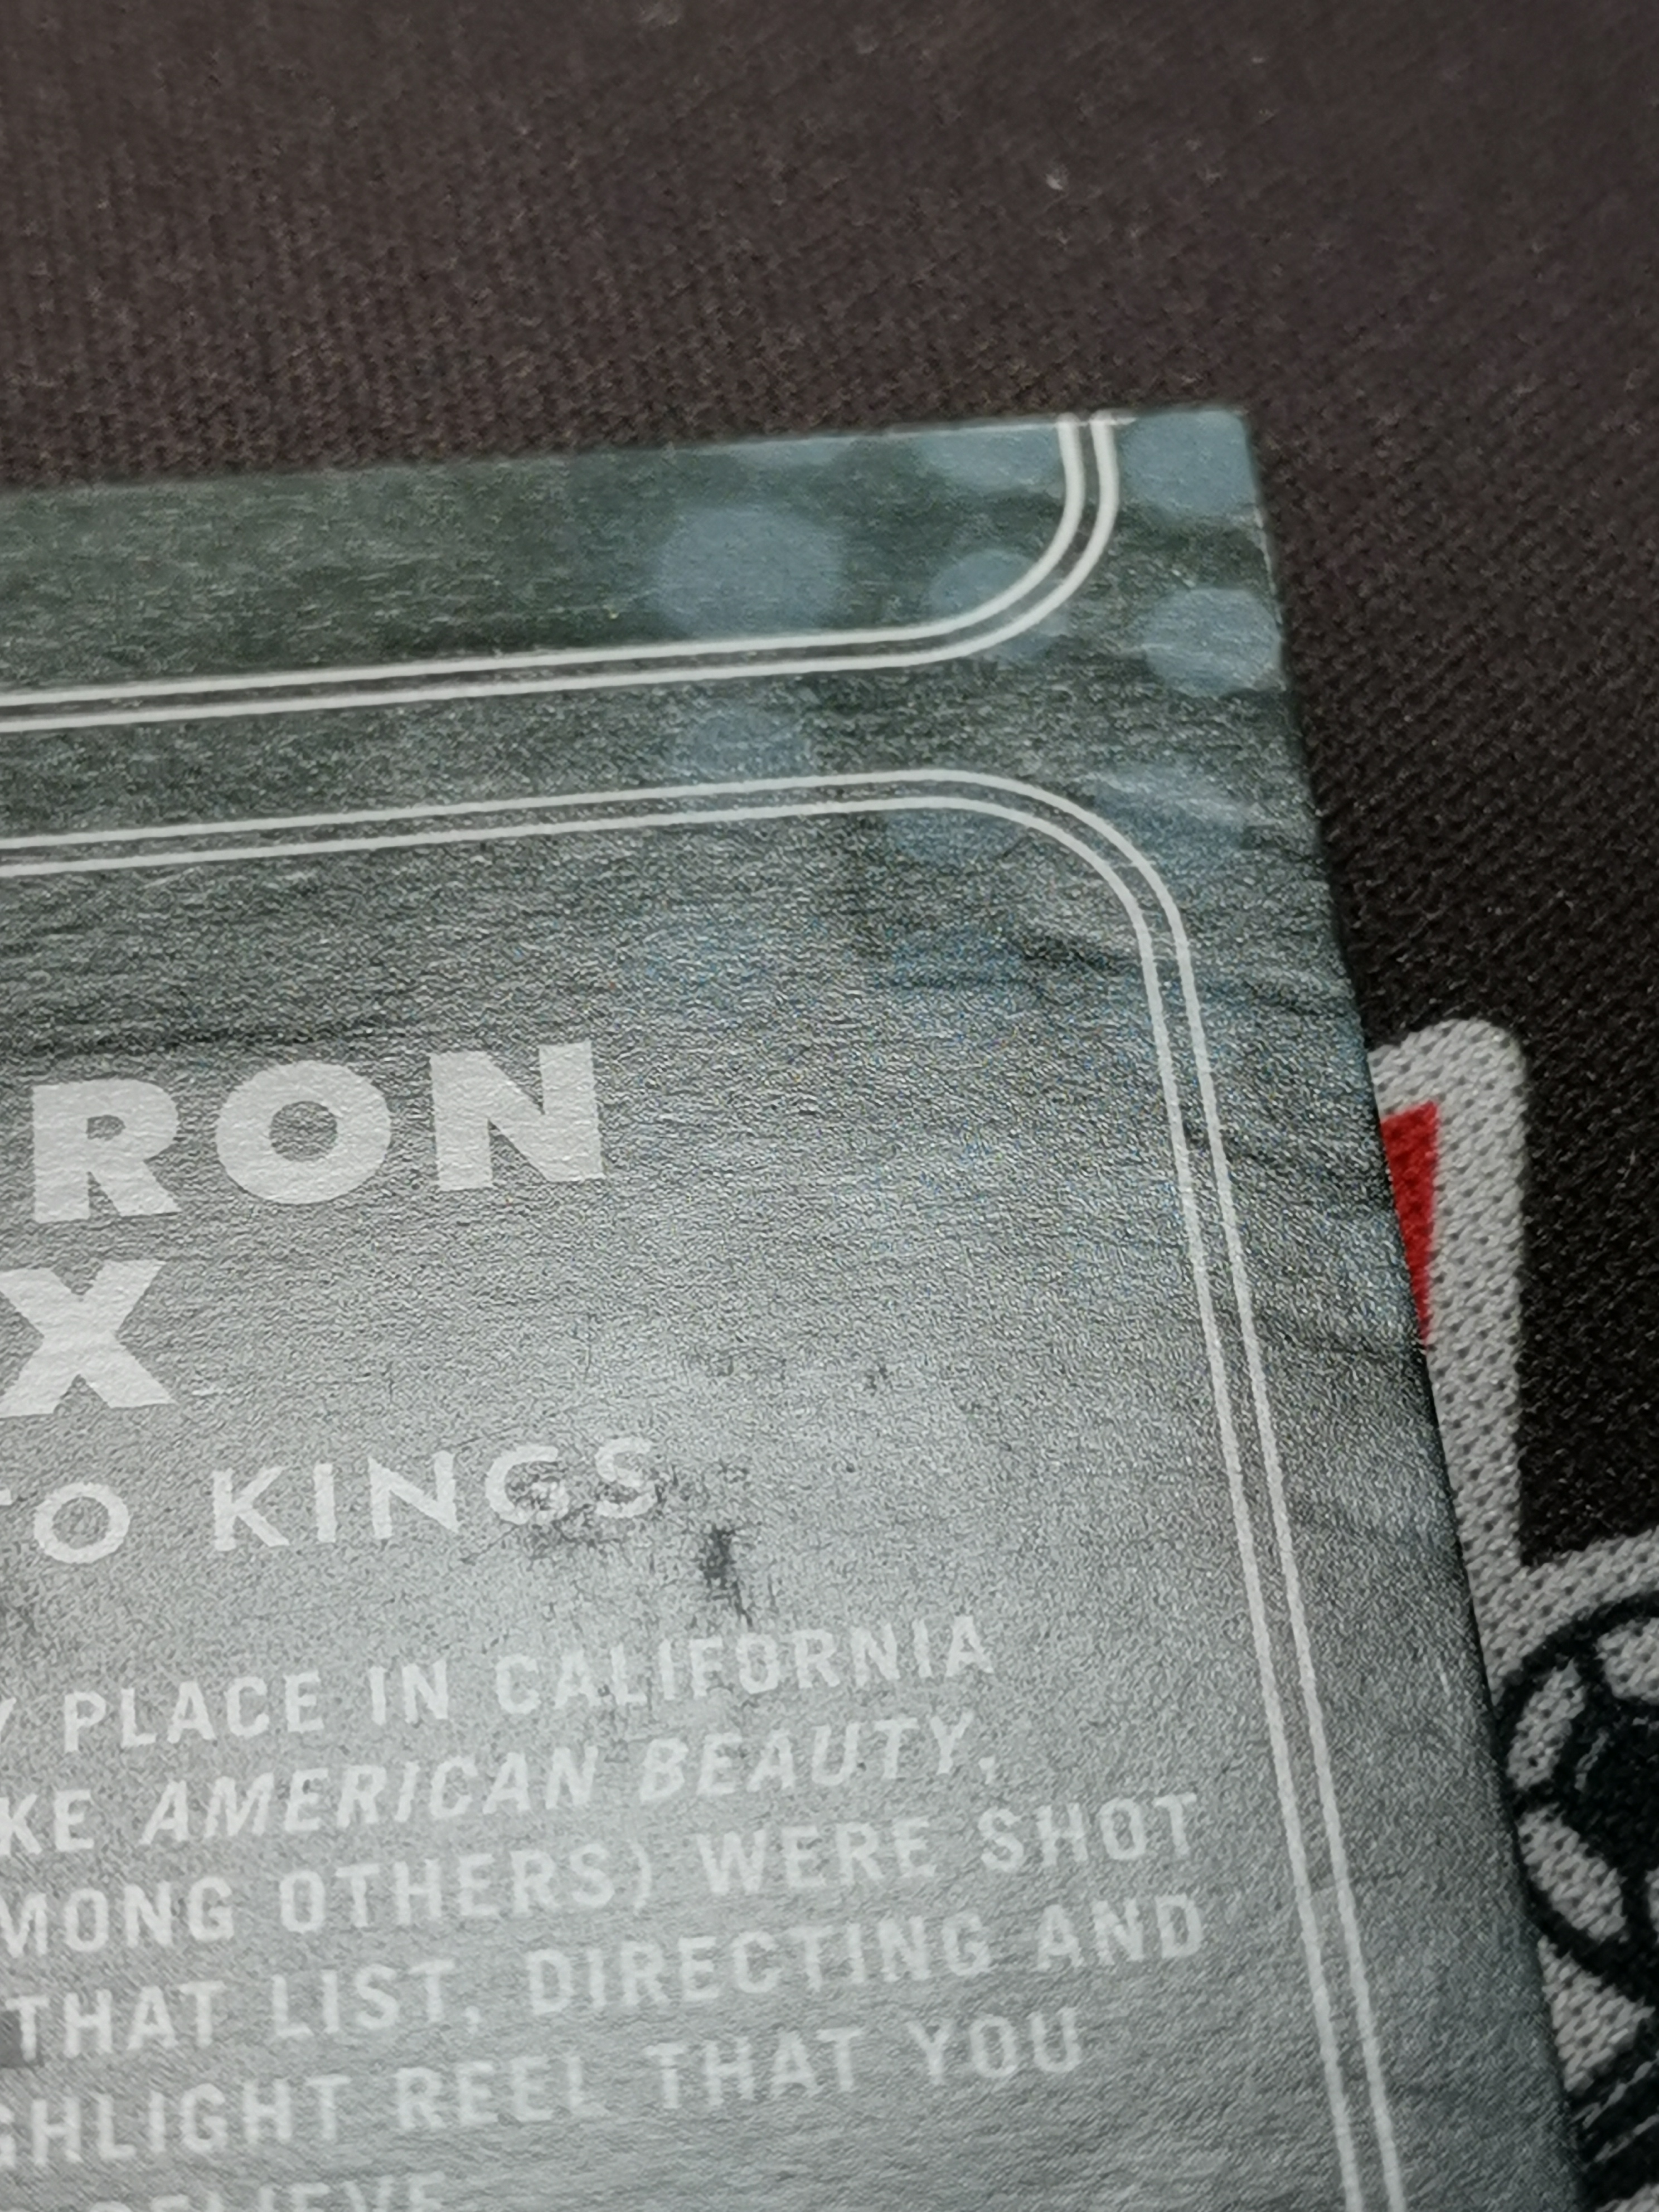 RON
X
TO KINGS
Y PLACE IN CALIFORNIA
KE AMERICAN BEAUTY,
MONG OTHERS) WERE SHOT
THAT LIST, DIRECTING AND
GHLIGHT REEL THAT YOU
BELIEVE